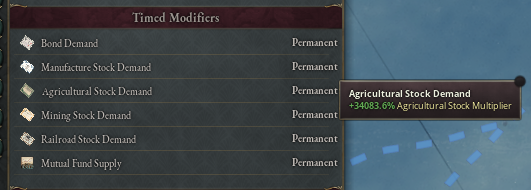 Timed Modifiers
Bond Demand Permanent
Manufacture Stock Demand Permanent
Agricultural Stock Demand Permanent
Mining Stock Demand Permanent
Railroad Stock Demand Permanent
Mutual Fund Supply Permanent
Agricultural Stock Demand
+34083.6% Agricultural Stock Multiplier